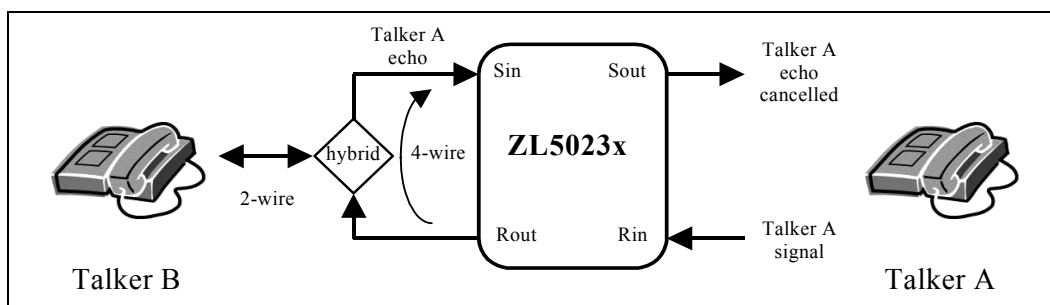 Talker A
echo
Sin
Sout
Talker A
echo
cancelled
hybrid
4-wire
ZL5023x
2-wire
Rout
Rin
Talker A
signal
Talker B
Talker A